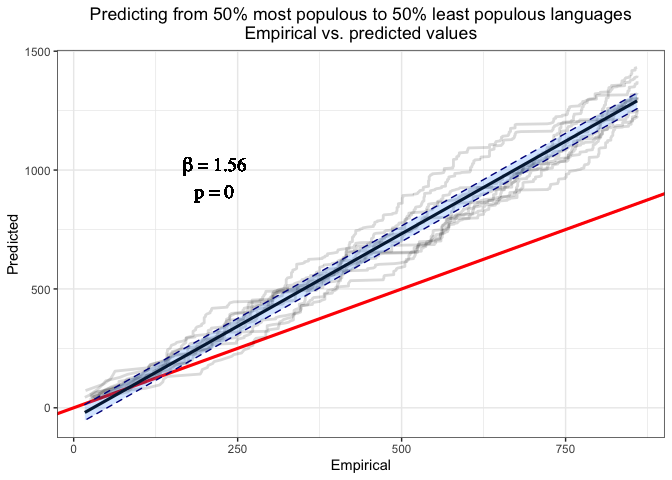 Predicting from 50% most populous to 50% least populous languages
Empirical vs. predicted values
1500
1000
500
0
β = 1.56
p = 0
Predicted
0
250
500
750
Empirical